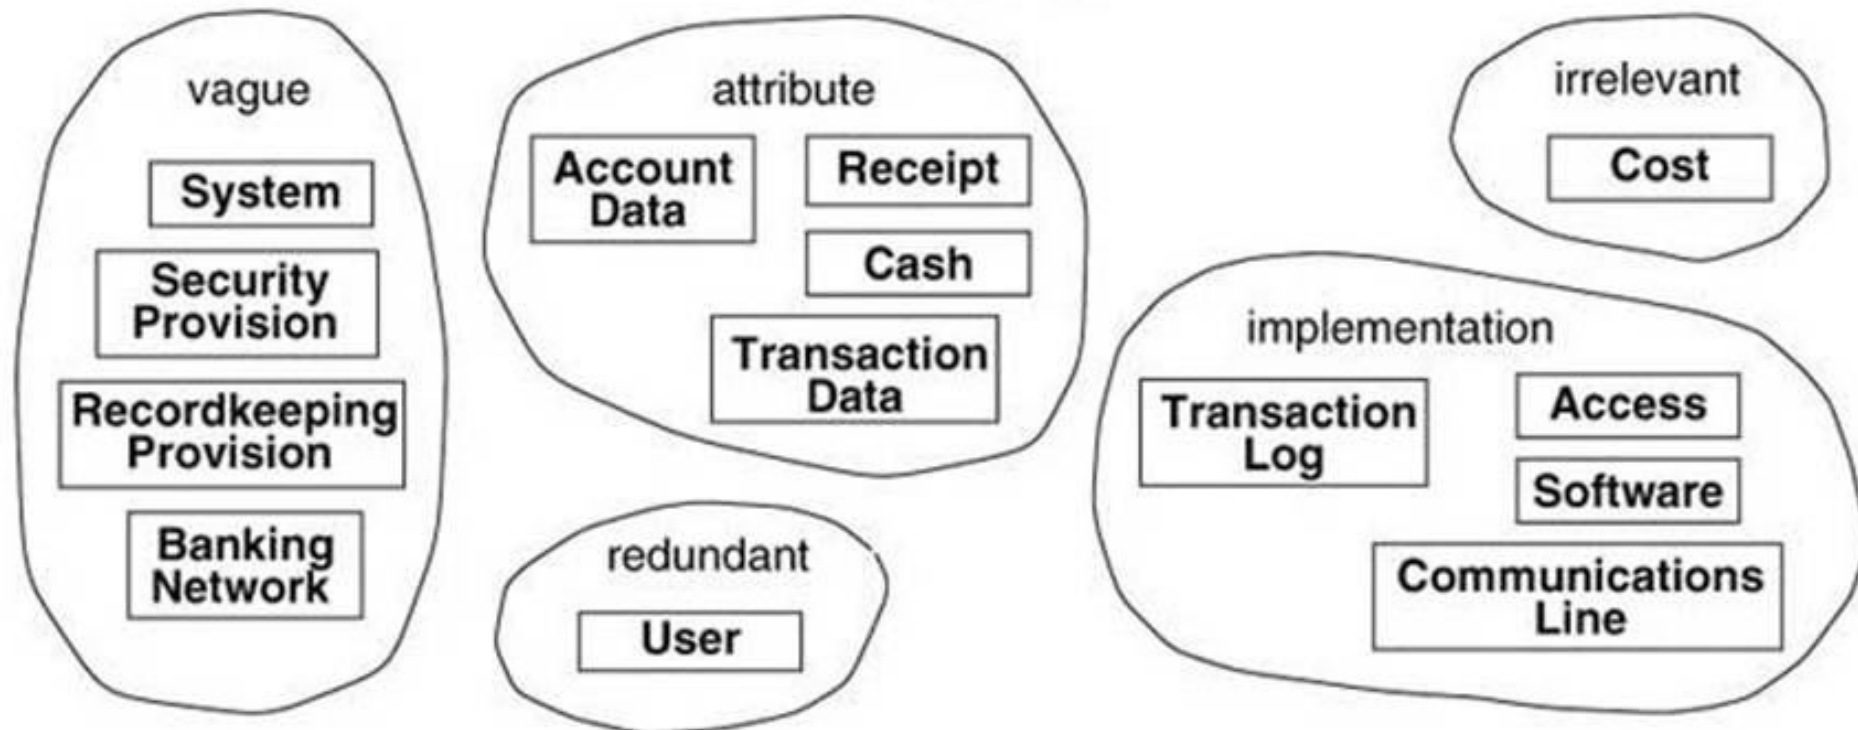 vague
System
Security
Provision
Recordkeeping
Provision
Banking
Network
attribute
Account
Data
Receipt
Cash
Transaction
Data
redundant
User
irrelevant
Cost
implementation
Transaction
Log
Access
Software
Communications
Line